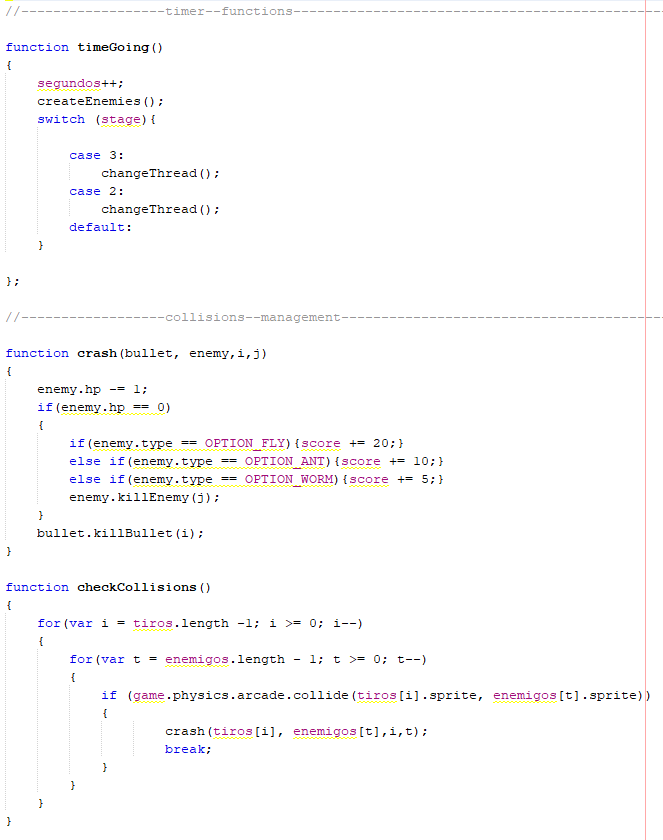 //------------------timer--functions----------------------------------------------
function timeGoing()
{
    segundos++;
    createEnemies();
    switch (stage){
        case 3:
            changeThread();
        case 2:
            changeThread();
        default:
    }
};
//------------------collisions--management----------------------------------------
function crash(bullet, enemy,i,j)
{
    enemy.hp -= 1;
    if(enemy.hp == 0)
    {
        if(enemy.type == OPTION_FLY){score += 20;}
        else if(enemy.type == OPTION_ANT){score += 10;}
        else if(enemy.type == OPTION_WORM){score += 5;}
        enemy.killEnemy(j);
    }
    bullet.killBullet(i);
}
function checkCollisions()
{
    for(var i = tiros.length -1; i >= 0; i--)
    {
        for(var t = enemigos.length - 1; t >= 0; t--)
        {
            if (game.physics.arcade.collide(tiros[i].sprite, enemigos[t].sprite))
            {
                    crash(tiros[i], enemigos[t],i,t);
                    break;
            }
        }
    }
}